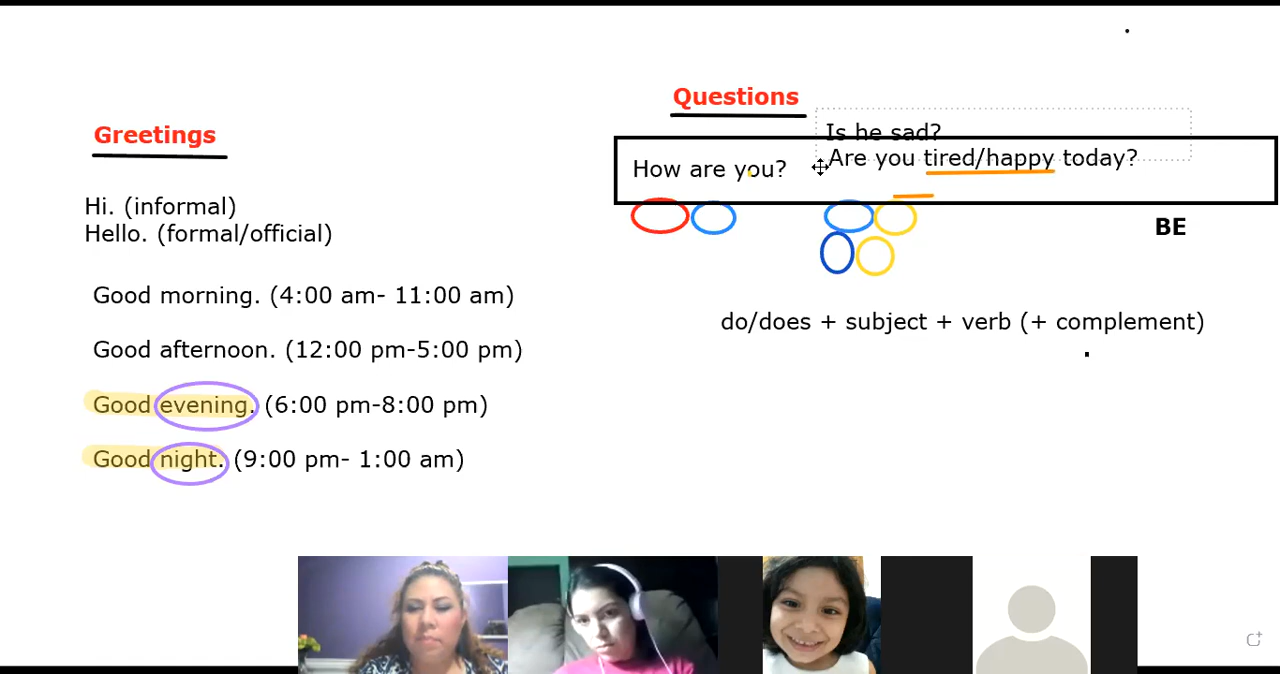 Greetings
Hi. (informal)
Hello. (formal/official)
Good morning. (4:00 am- 11:00 am)
Good afternoon. (12:00 pm-5:00 pm)
Good evening. (6:00 pm-8:00 pm)
Good night. (9:00 pm- 1:00 am)
Questions
Is he sad?
How are you?
Are you tired/happy today?
BE
do/does + subject + verb (+ complement)